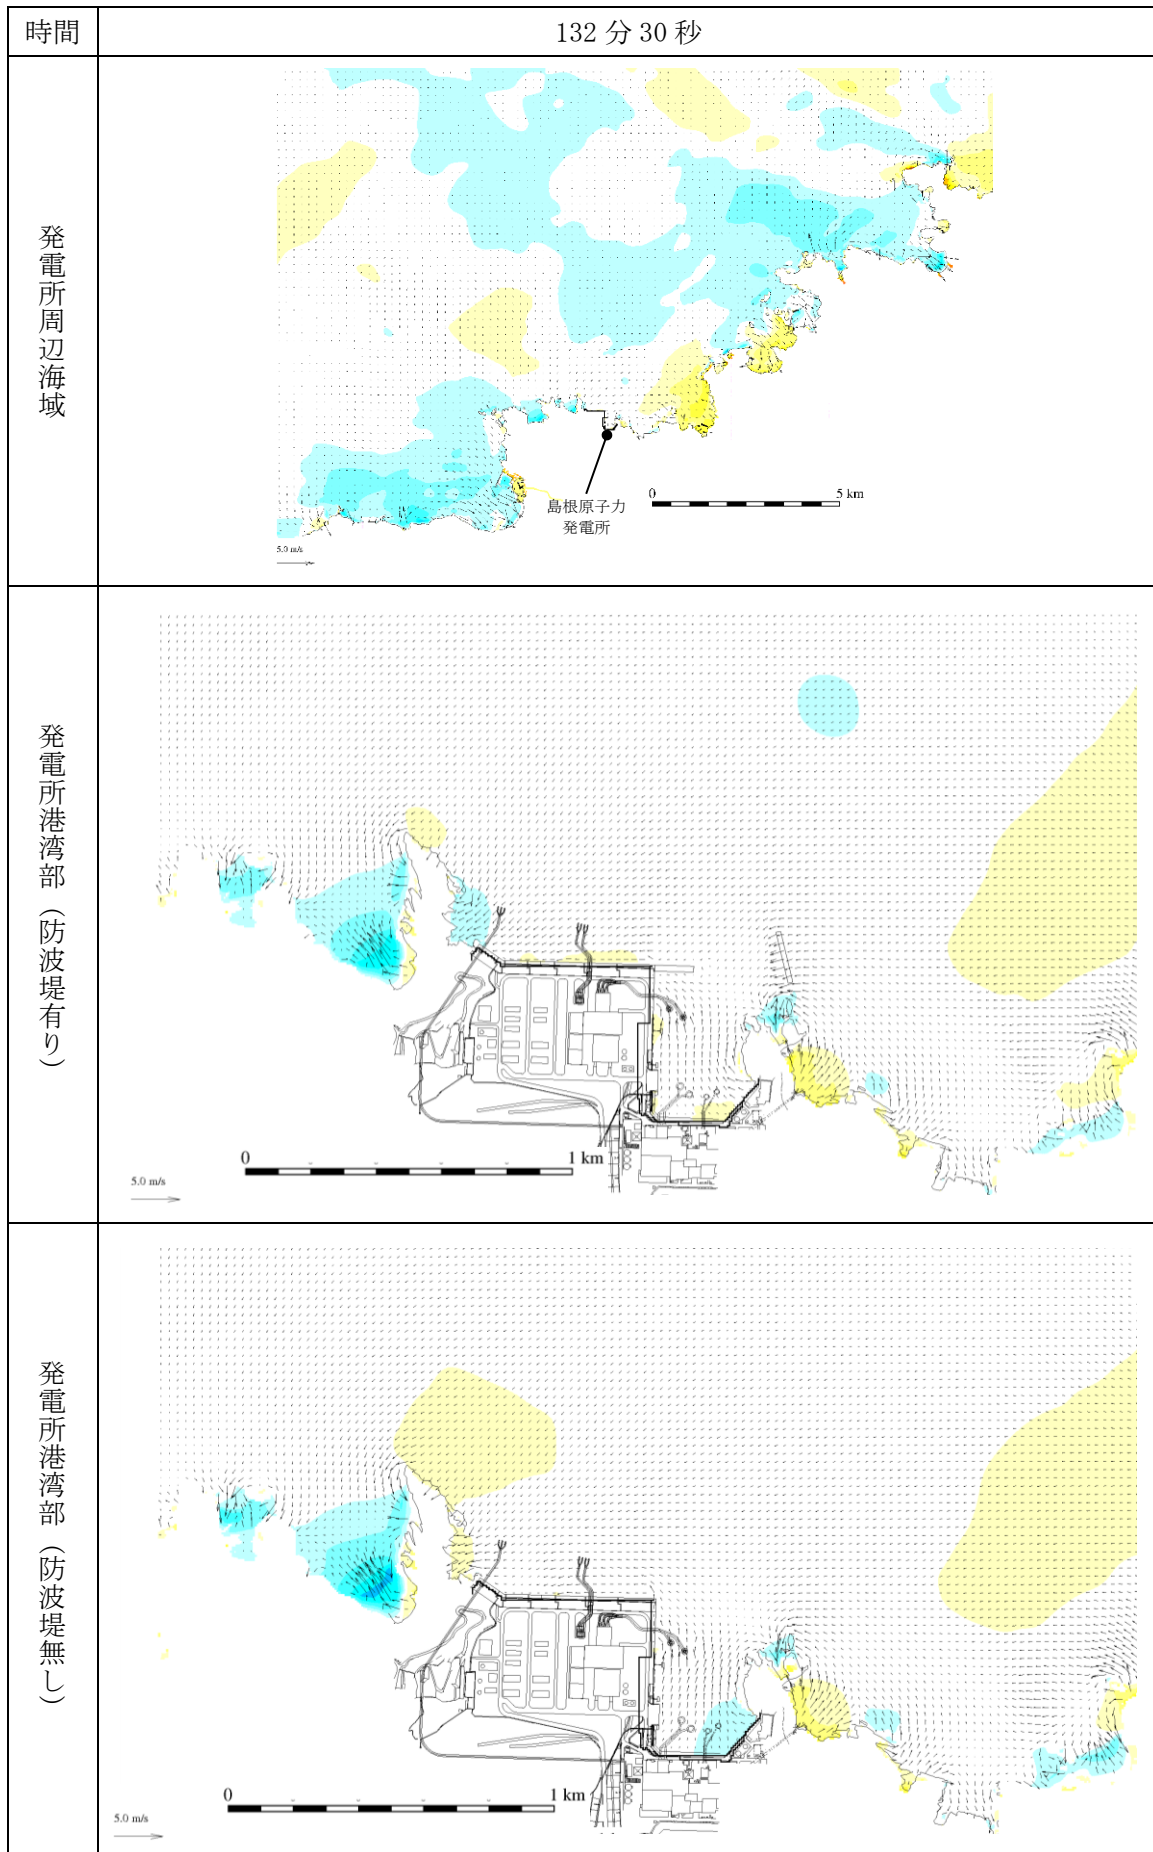 時間
132 分 30 秒
発電所周辺海域
島根原子力
発電所
0
5 km
5.0 m/s
発電所港湾部（防波堤有り）
0
1 km
5.0 m/s
発電所港湾部（防波堤無し）
0
1 km
5.0 m/s